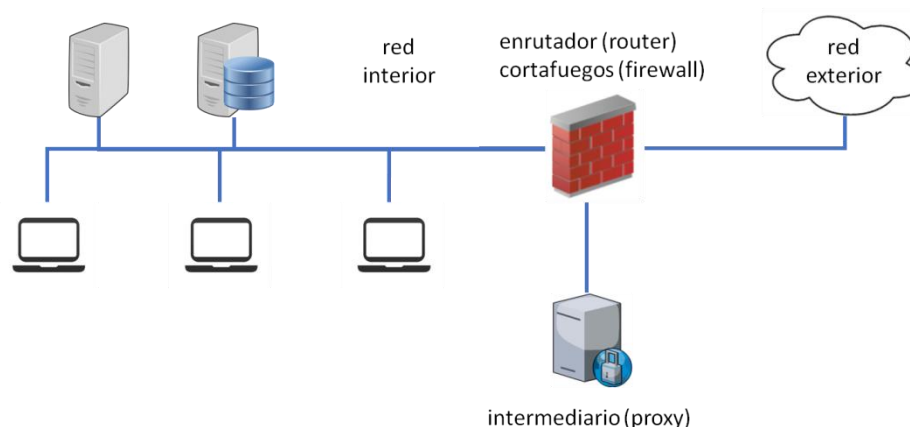 red
interior
enrutador (router)
cortafuegos (firewall)
red
exterior
intermediario (proxy)